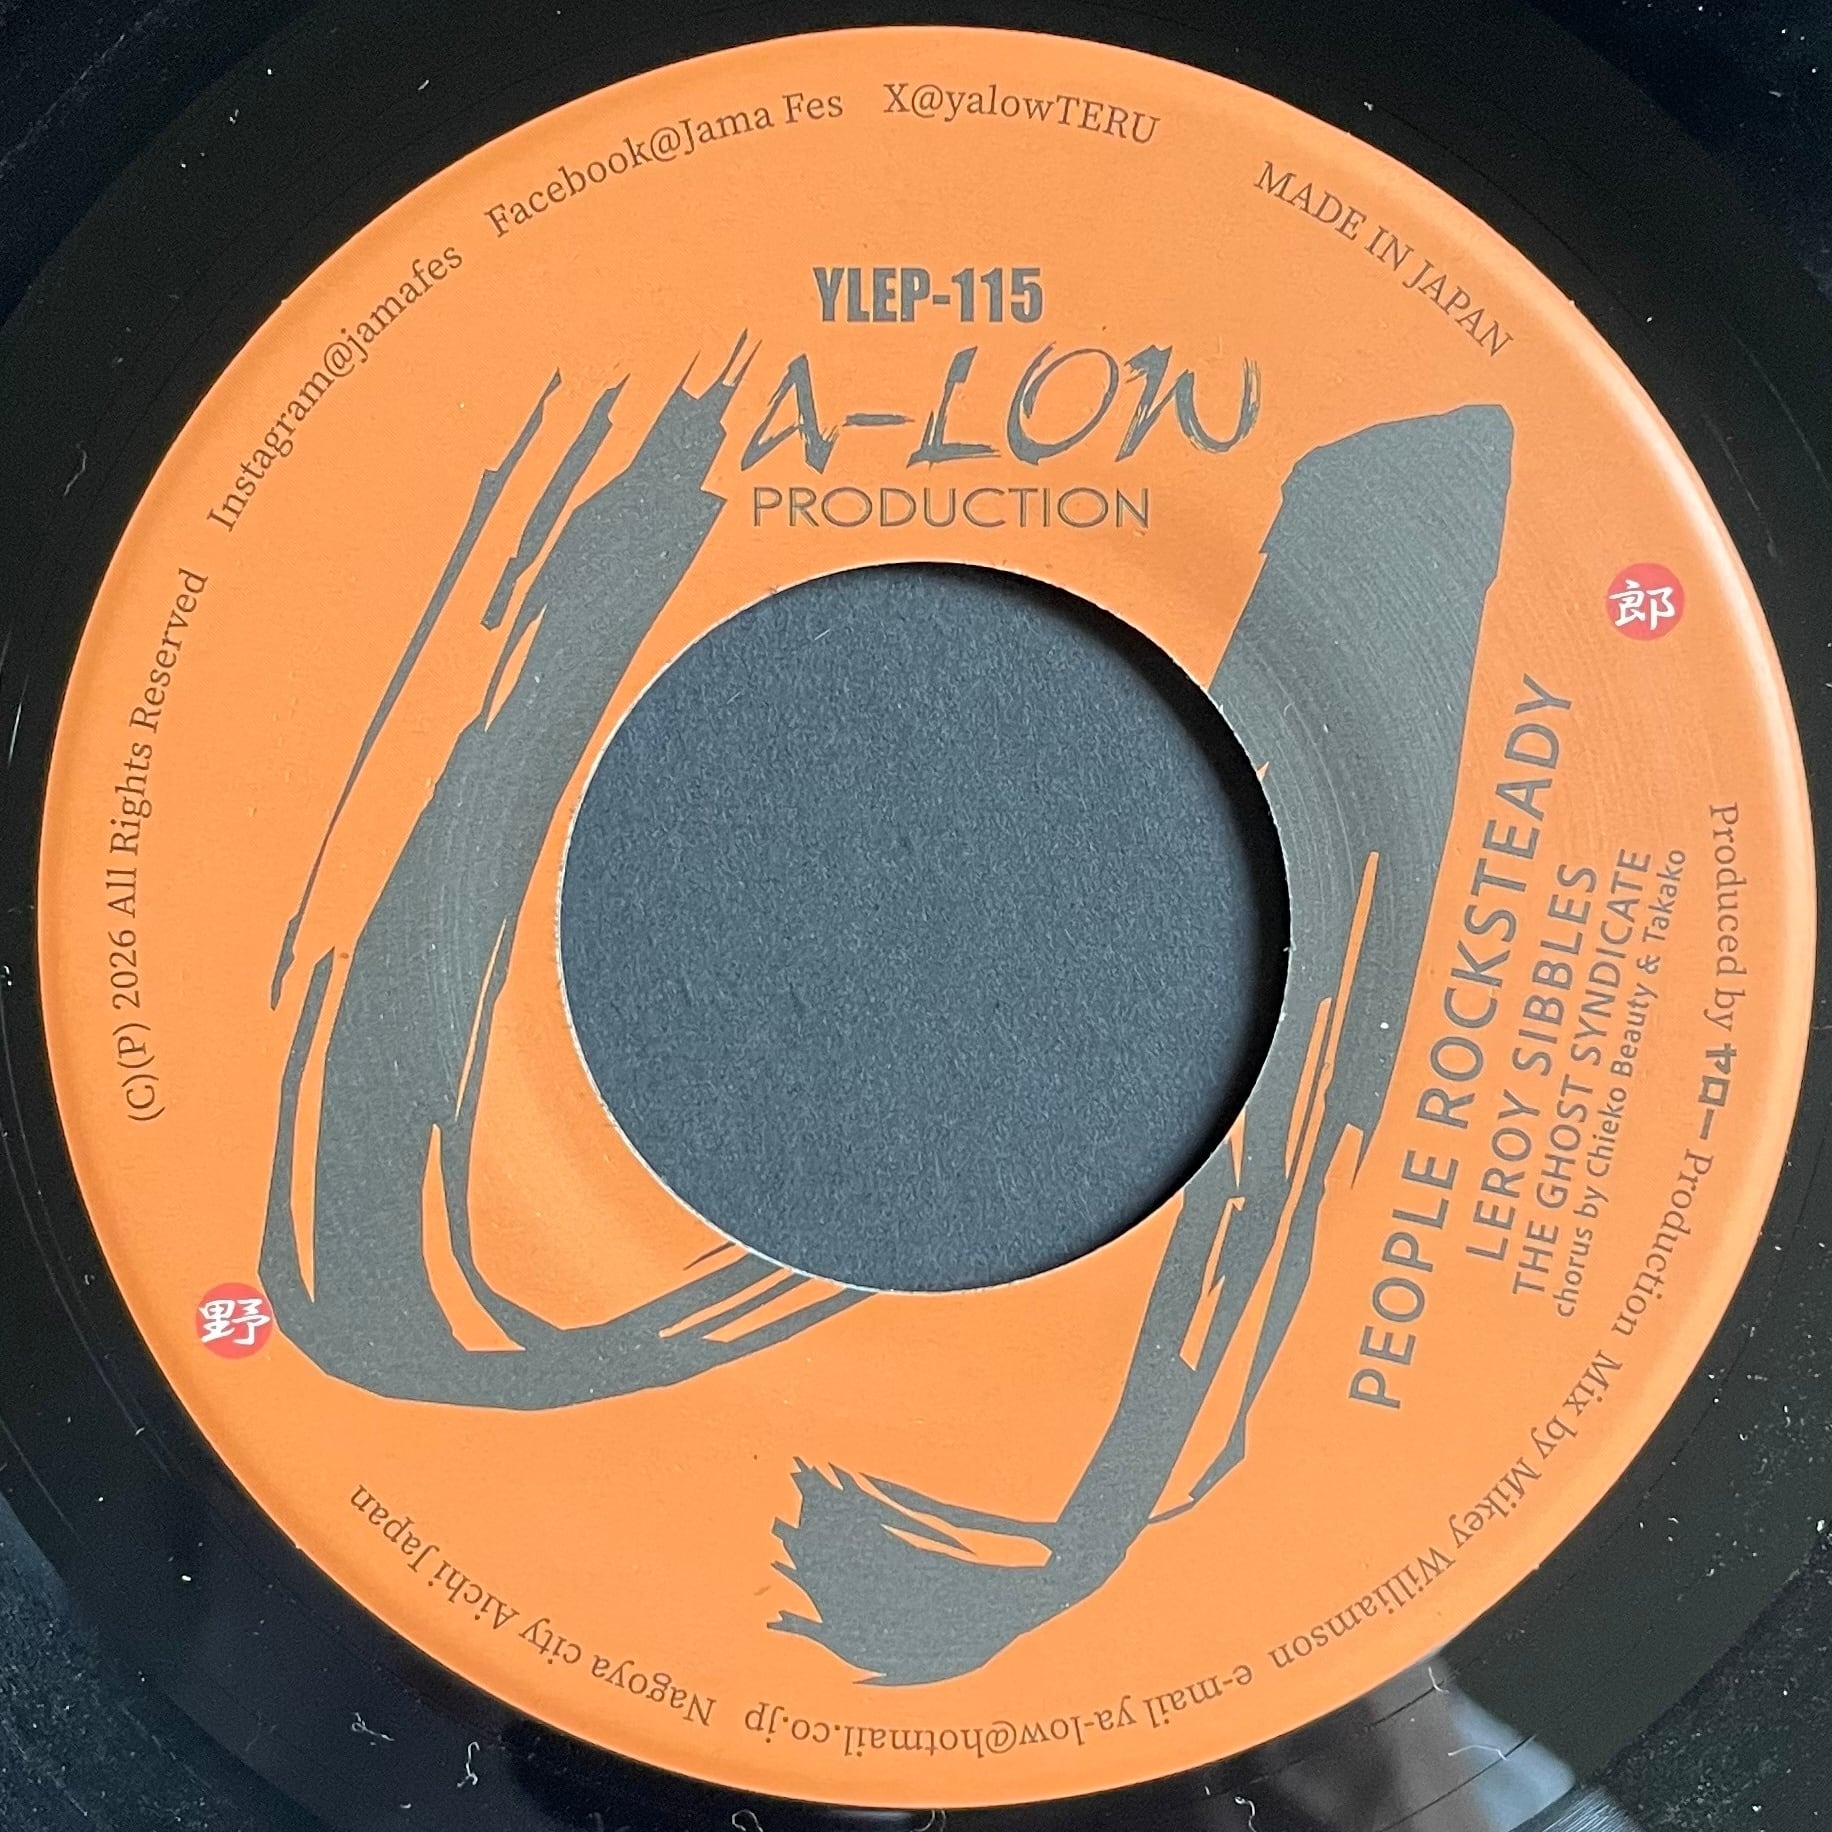 (C)(P) 2026 All Rights Reserved Instagram@jamafes Facebook@Jama Fes X@yalowTERU MADE IN JAPAN
YLEP-115
YA-LOW
PRODUCTION
郎
PEOPLE ROCKSTEADY
LEROY SIBBLES
THE GHOST SYNDICATE
chorus by Chieko Beauty & Takako
野
Produced by ヤロー Production Mix by Mikey Williamson e-mail ya-low@hotmail.co.jp Nagoya city Aichi Japan